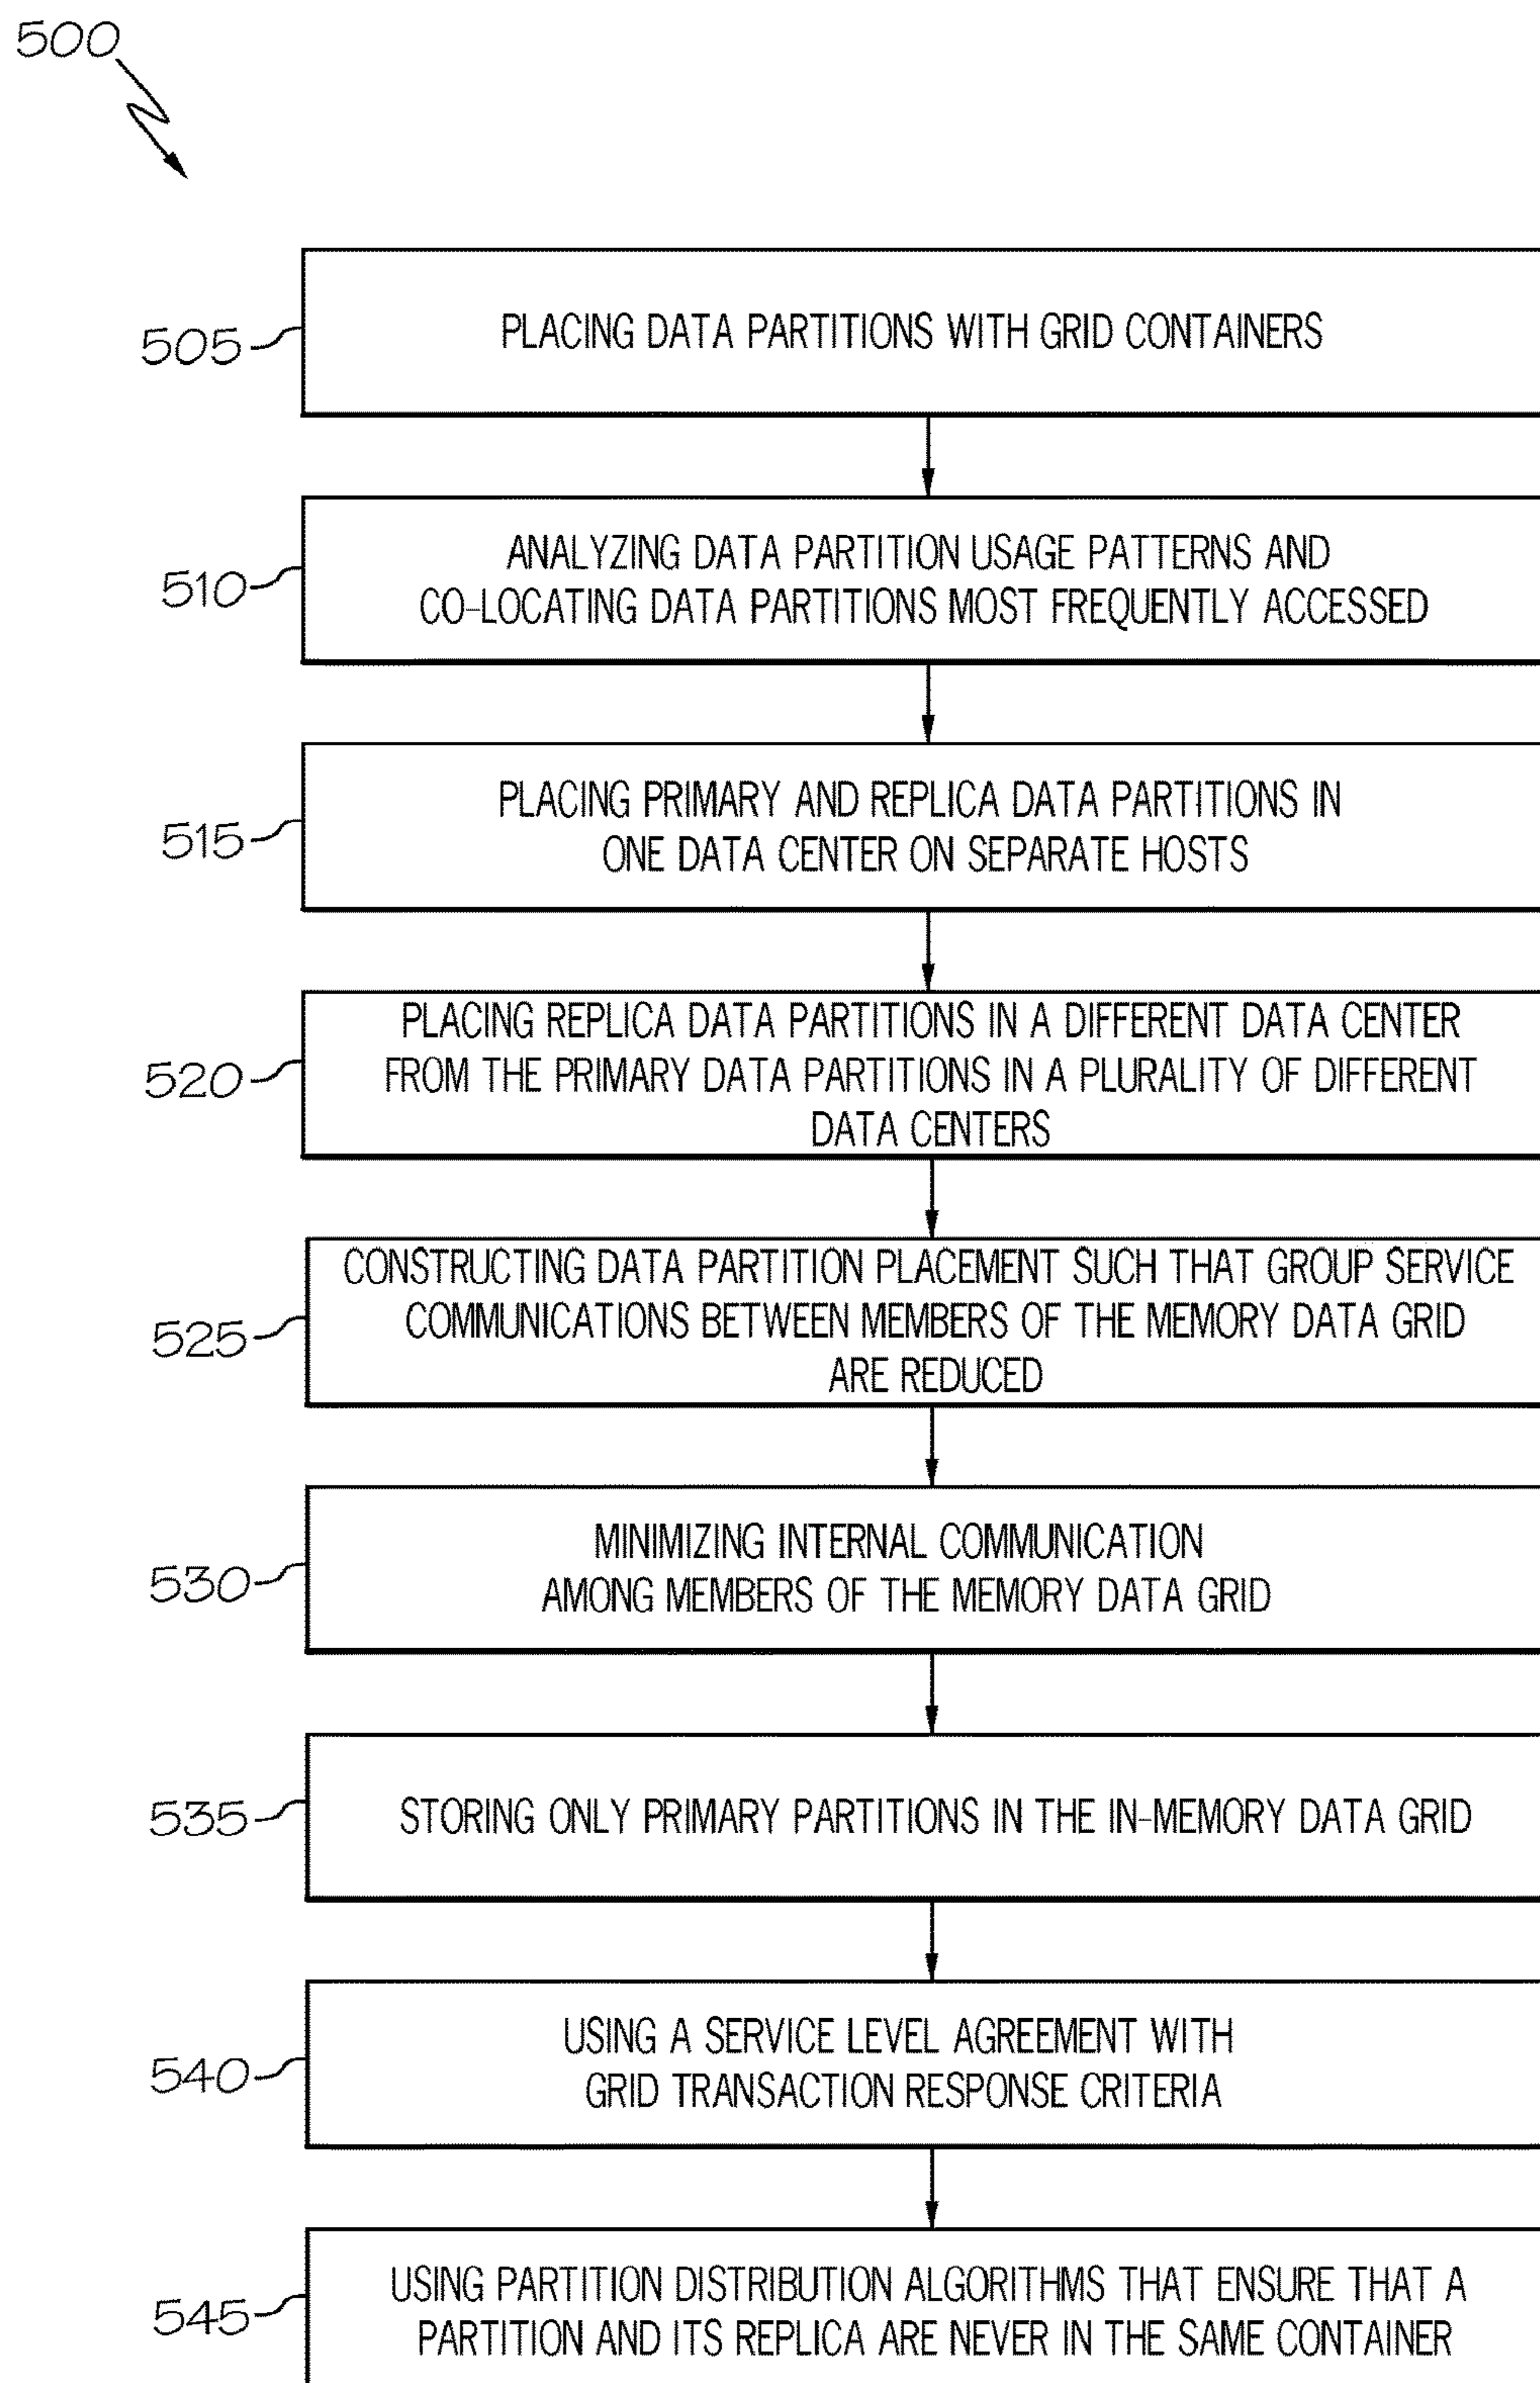 500
505
PLACING DATA PARTITIONS WITH GRID CONTAINERS
510
ANALYZING DATA PARTITION USAGE PATTERNS AND
CO-LOCATING DATA PARTITIONS MOST FREQUENTLY ACCESSED
515
PLACING PRIMARY AND REPLICA DATA PARTITIONS IN
ONE DATA CENTER ON SEPARATE HOSTS
520
PLACING REPLICA DATA PARTITIONS IN A DIFFERENT DATA CENTER
FROM THE PRIMARY DATA PARTITIONS IN A PLURALITY OF DIFFERENT
DATA CENTERS
525
CONSTRUCTING DATA PARTITION PLACEMENT SUCH THAT GROUP SERVICE
COMMUNICATIONS BETWEEN MEMBERS OF THE MEMORY DATA GRID
ARE REDUCED
530
MINIMIZING INTERNAL COMMUNICATION
AMONG MEMBERS OF THE MEMORY DATA GRID
535
STORING ONLY PRIMARY PARTITIONS IN THE IN-MEMORY DATA GRID
540
USING A SERVICE LEVEL AGREEMENT WITH
GRID TRANSACTION RESPONSE CRITERIA
545
USING PARTITION DISTRIBUTION ALGORITHMS THAT ENSURE THAT A
PARTITION AND ITS REPLICA ARE NEVER IN THE SAME CONTAINER